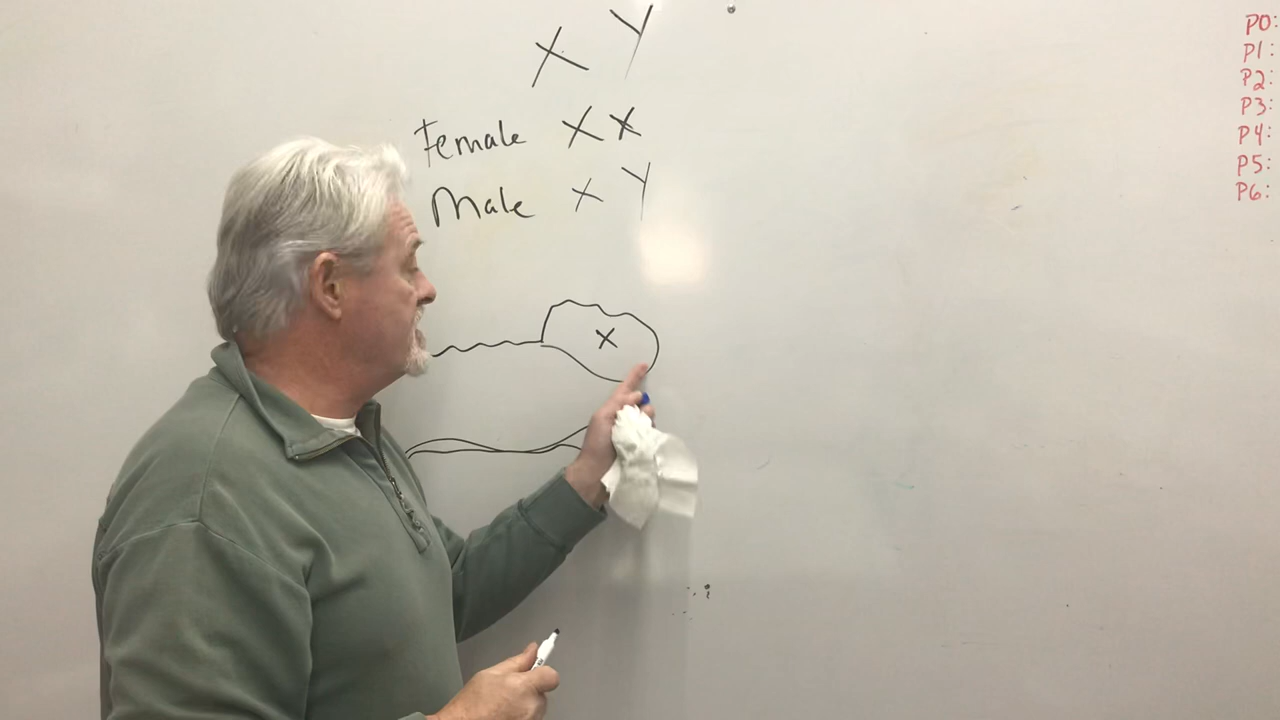 X Y
Female X X
Male X Y
X
P0:
P1:
P2:
P3:
P4:
P5:
P6: